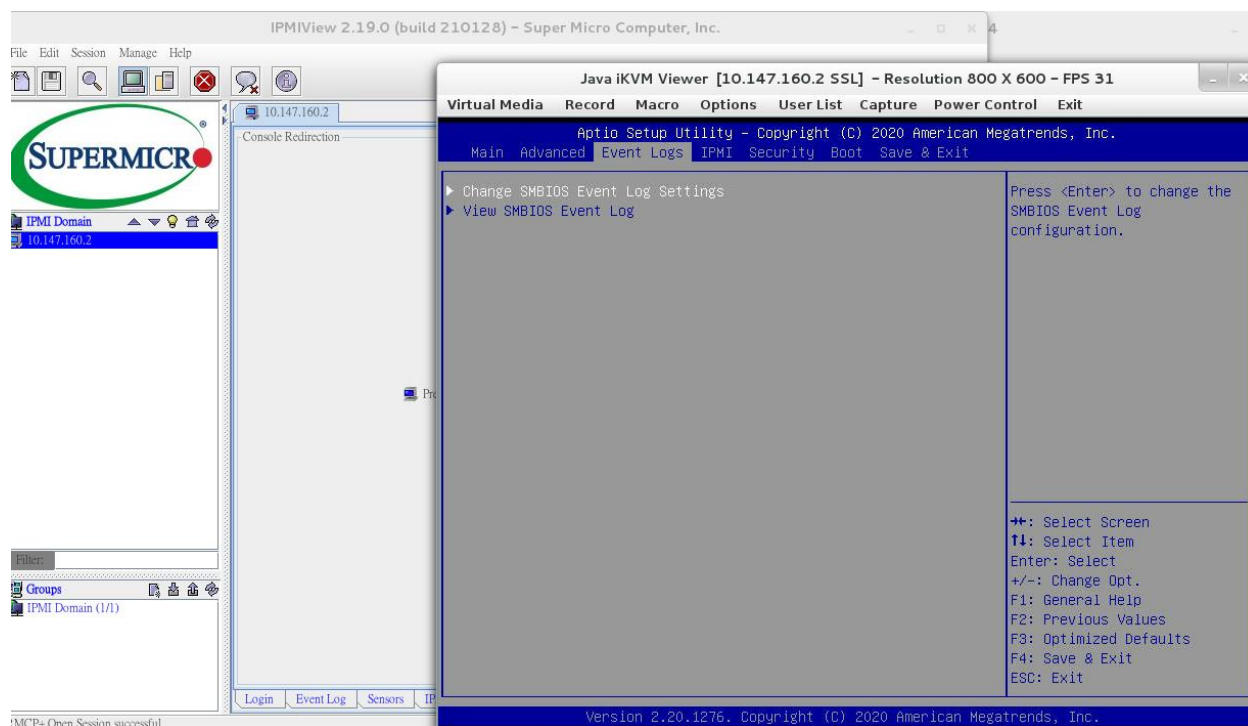 IPMIView 2.19.0 (build 210128) – Super Micro Computer, Inc.
4
File Edit Session Manage Help
SUPERMICRO
®
IPMI Domain
10.147.160.2
Filter:
Groups
IPMI Domain (1/1)
10.147.160.2
Console Redirection
Login Event Log Sensors
MCP+ Open Session successful
Java iKVM Viewer [10.147.160.2 SSL] – Resolution 800 X 600 – FPS 31
Virtual Media Record Macro Options User List Capture Power Control Exit
Aptio Setup Utility – Copyright (C) 2020 American Megatrends, Inc.
Main Advanced Event Logs IPMI Security Boot Save & Exit
Change SMBIOS Event Log Settings
View SMBIOS Event Log
Press <Enter> to change the
SMBIOS Event Log
configuration.
→←: Select Screen
↑↓: Select Item
Enter: Select
+/-: Change Opt.
F1: General Help
F2: Previous Values
F3: Optimized Defaults
F4: Save & Exit
ESC: Exit
Version 2.20.1276. Copyright (C) 2020 American Megatrends, Inc.